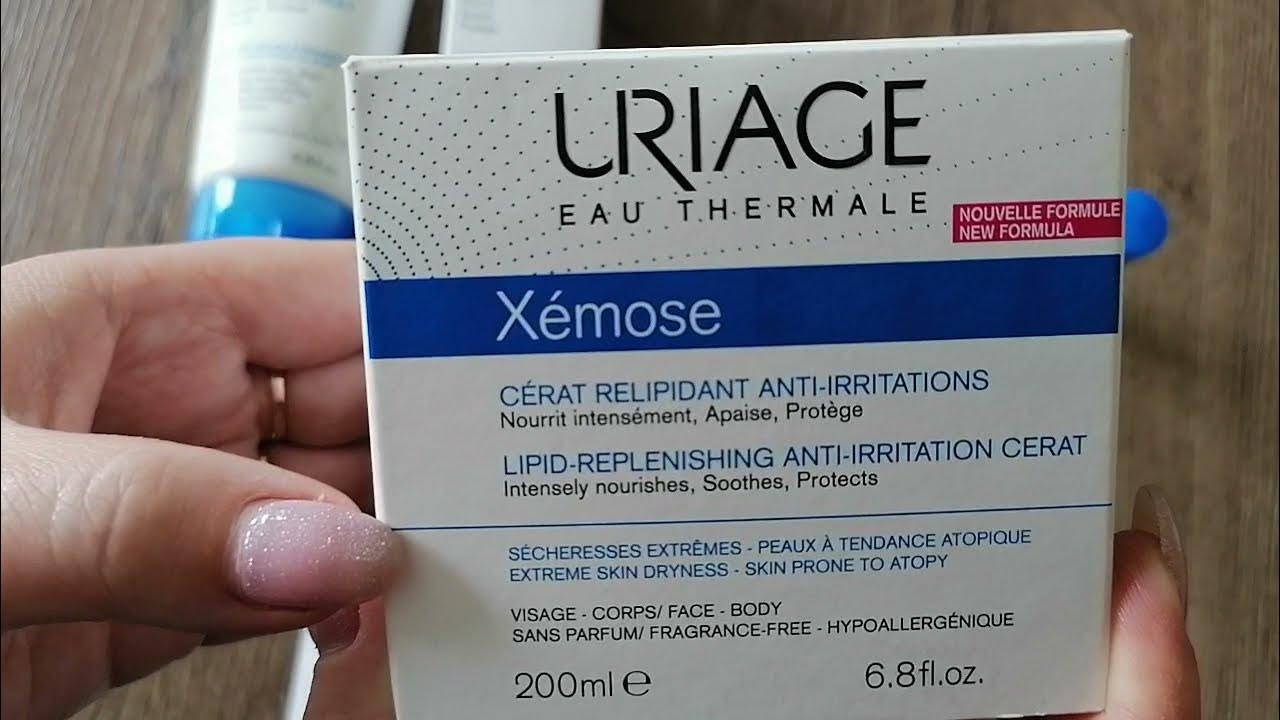 URIAGE
EAU THERMALE
NOUVELLE FORMULE
NEW FORMULA
Xémose
CÉRAT RELIPIDANT ANTI-IRRITATIONS
Nourrit intensément, Apaise, Protège
LIPID-REPLENISHING ANTI-IRRITATION CERAT
Intensely nourishes, Soothes, Protects
SÉCHERESSES EXTRÊMES - PEAUX À TENDANCE ATOPIQUE
EXTREME SKIN DRYNESS - SKIN PRONE TO ATOPY
VISAGE - CORPS/ FACE - BODY
SANS PARFUM/ FRAGRANCE-FREE - HYPOALLERGÉNIQUE
200ml ℮ 6.8fl.oz.